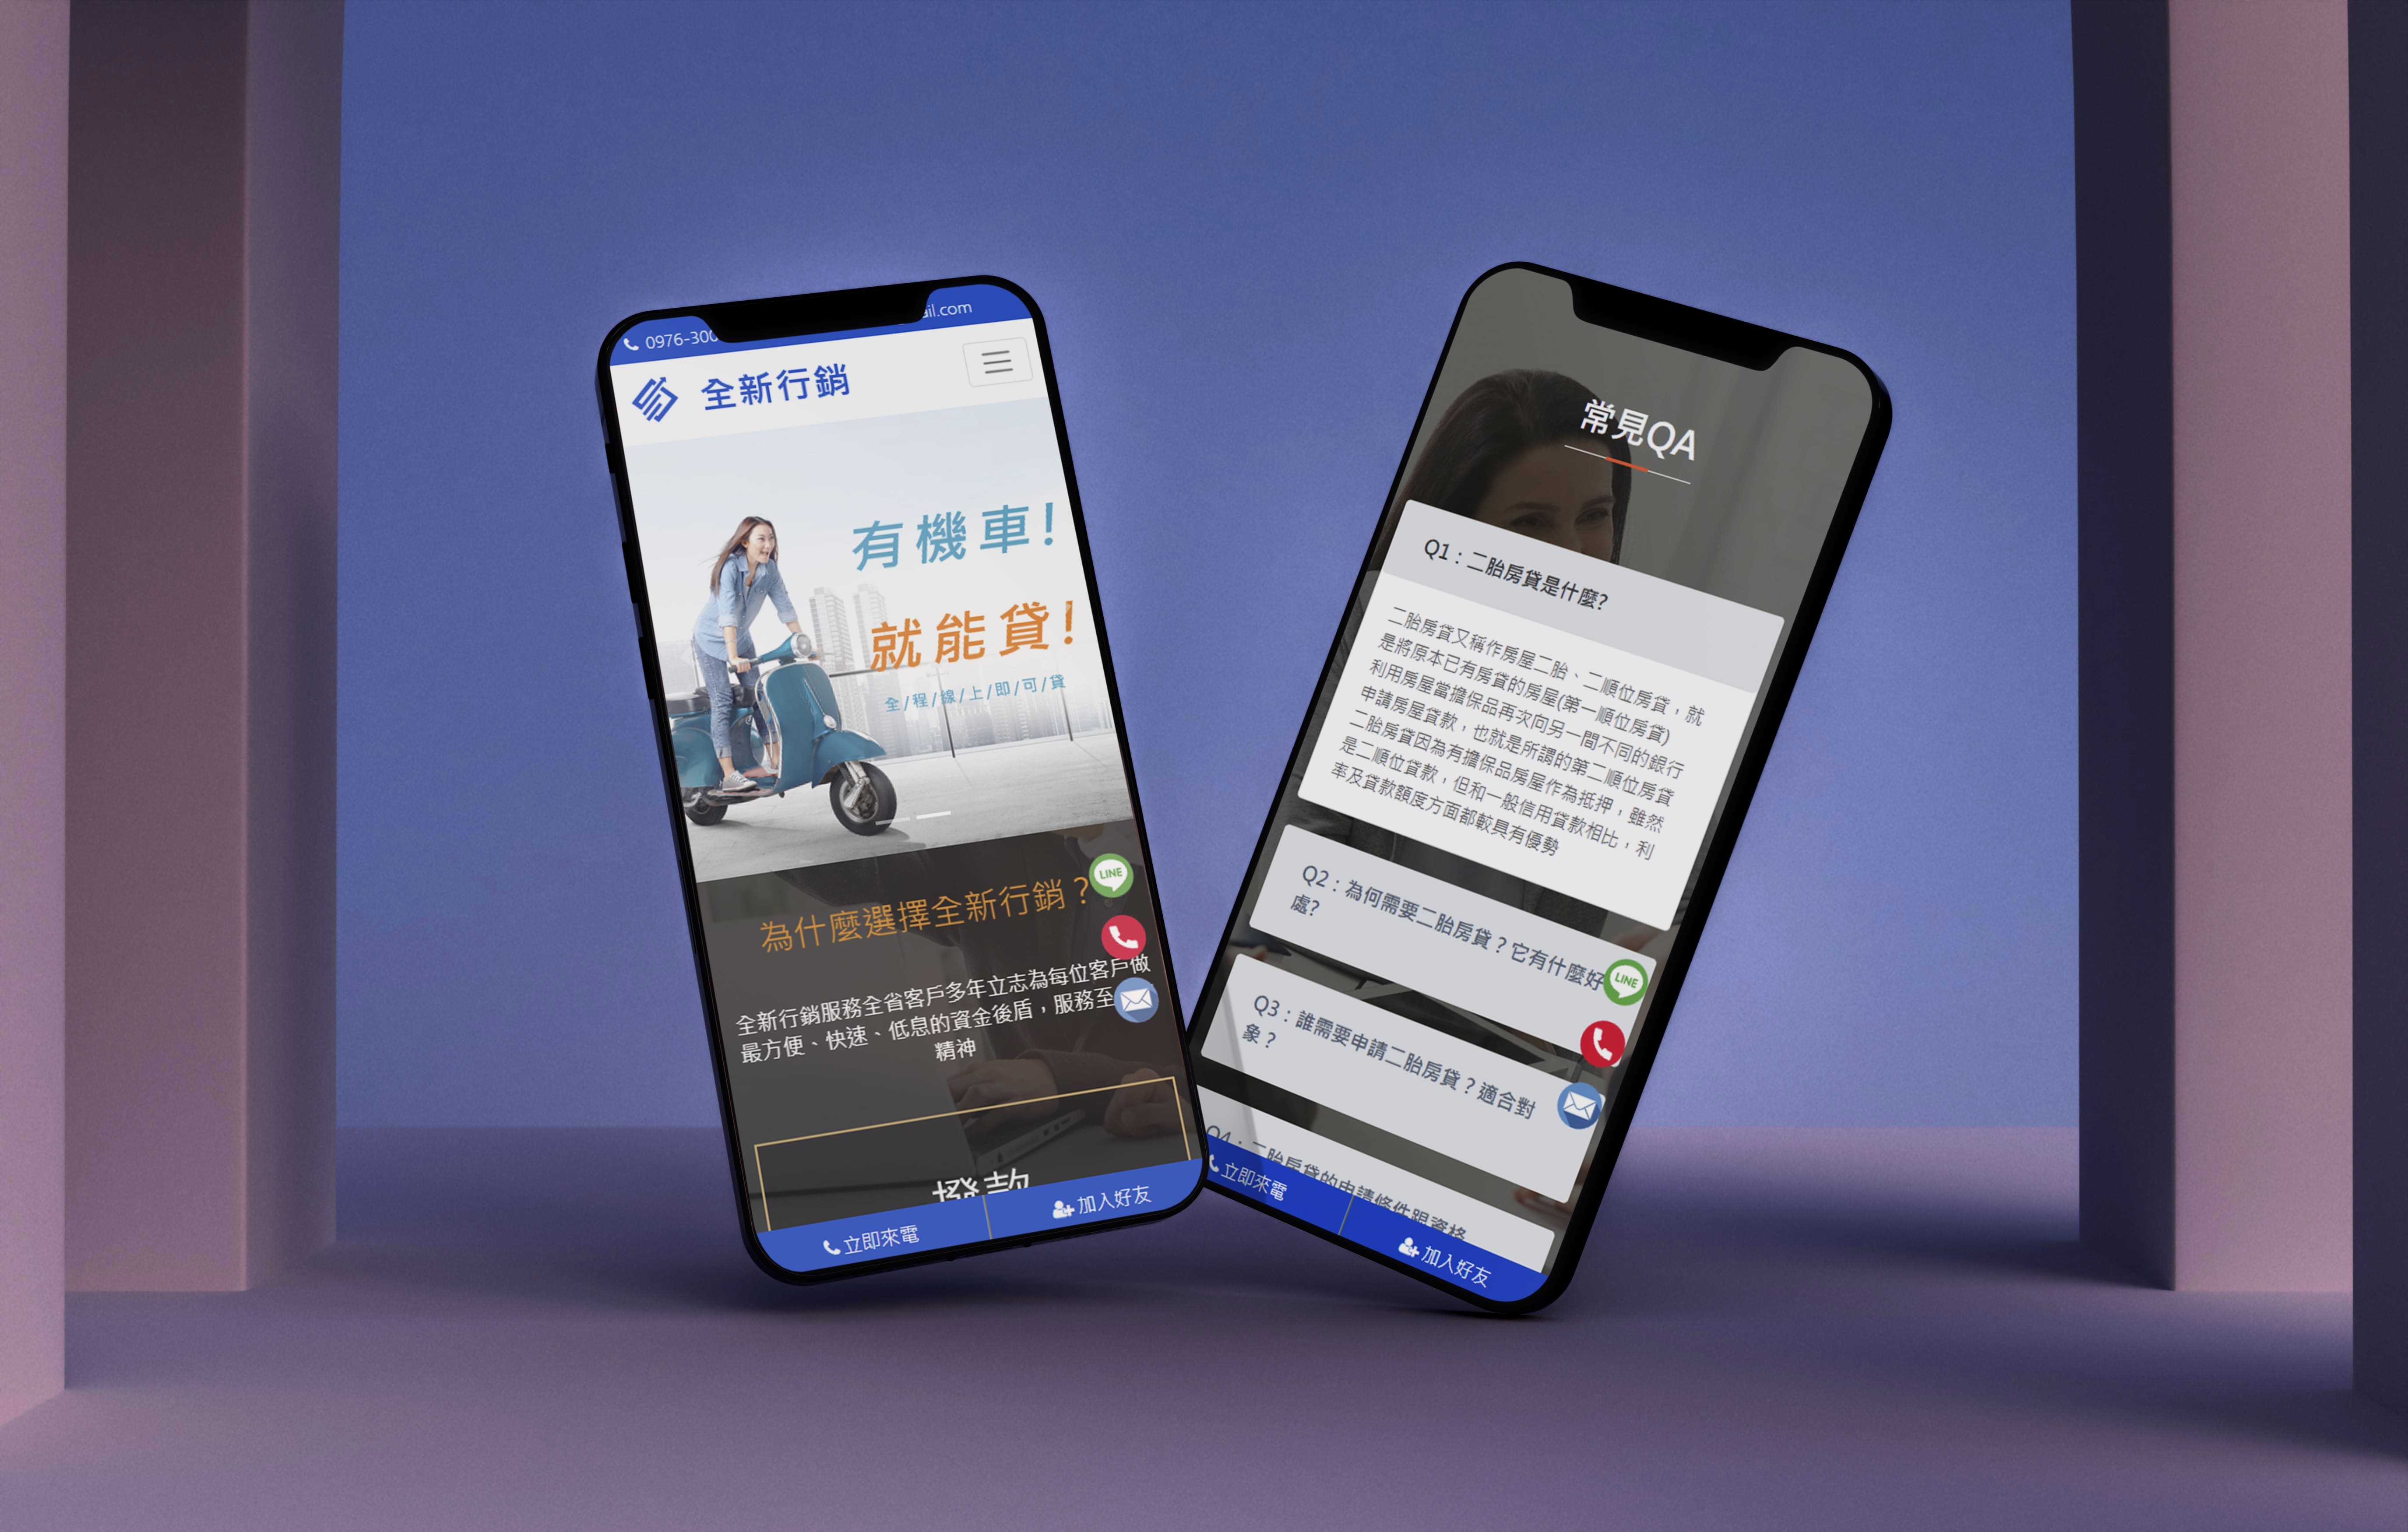 0976-300
ail.com
全新行銷
有機車!
就能貸!
全/程/線/上/即/可/貸
為什麼選擇全新行銷？
LINE
全新行銷服務全省客戶多年立志為每位客戶做
最方便、快速、低息的資金後盾，服務至
精神
撥款
立即來電
加入好友
常見QA
Q1：二胎房貸是什麼?
二胎房貸又稱作房屋二胎、二順位房貸，就
是將原本已有房貸的房屋(第一順位房貸)
利用房屋當擔保品再次向另一間不同的銀行
申請房屋貸款，也就是所謂的第二順位房貸
二胎房貸因為有擔保品房屋作為抵押，雖然
是二順位貸款，但和一般信用貸款相比，利
率及貸款額度方面都較具有優勢
Q2：為何需要二胎房貸？它有什麼好
處?
LINE
Q3：誰需要申請二胎房貸？適合對
象？
Q4：二胎房貸的申請條件跟資格
立即來電
加入好友